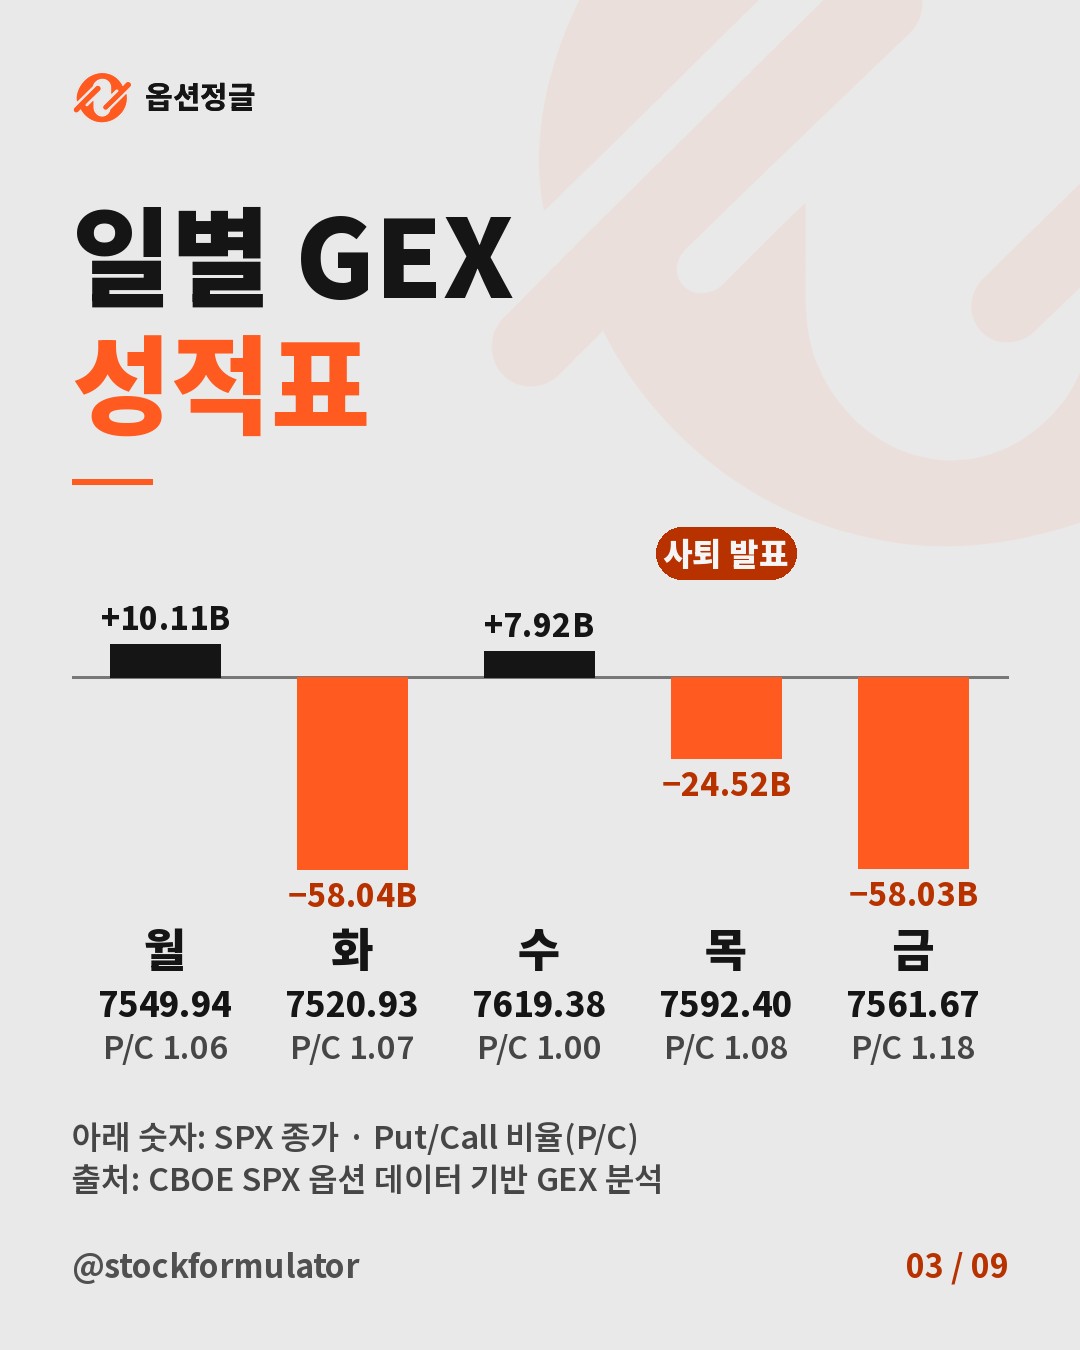 옵션정글
일별 GEX
성적표
사퇴 발표
+10.11B
+7.92B
−24.52B
−58.04B
−58.03B
월 화 수 목 금
7549.94 7520.93 7619.38 7592.40 7561.67
P/C 1.06 P/C 1.07 P/C 1.00 P/C 1.08 P/C 1.18
아래 숫자: SPX 종가 · Put/Call 비율(P/C)
출처: CBOE SPX 옵션 데이터 기반 GEX 분석
@stockformulator
03 / 09